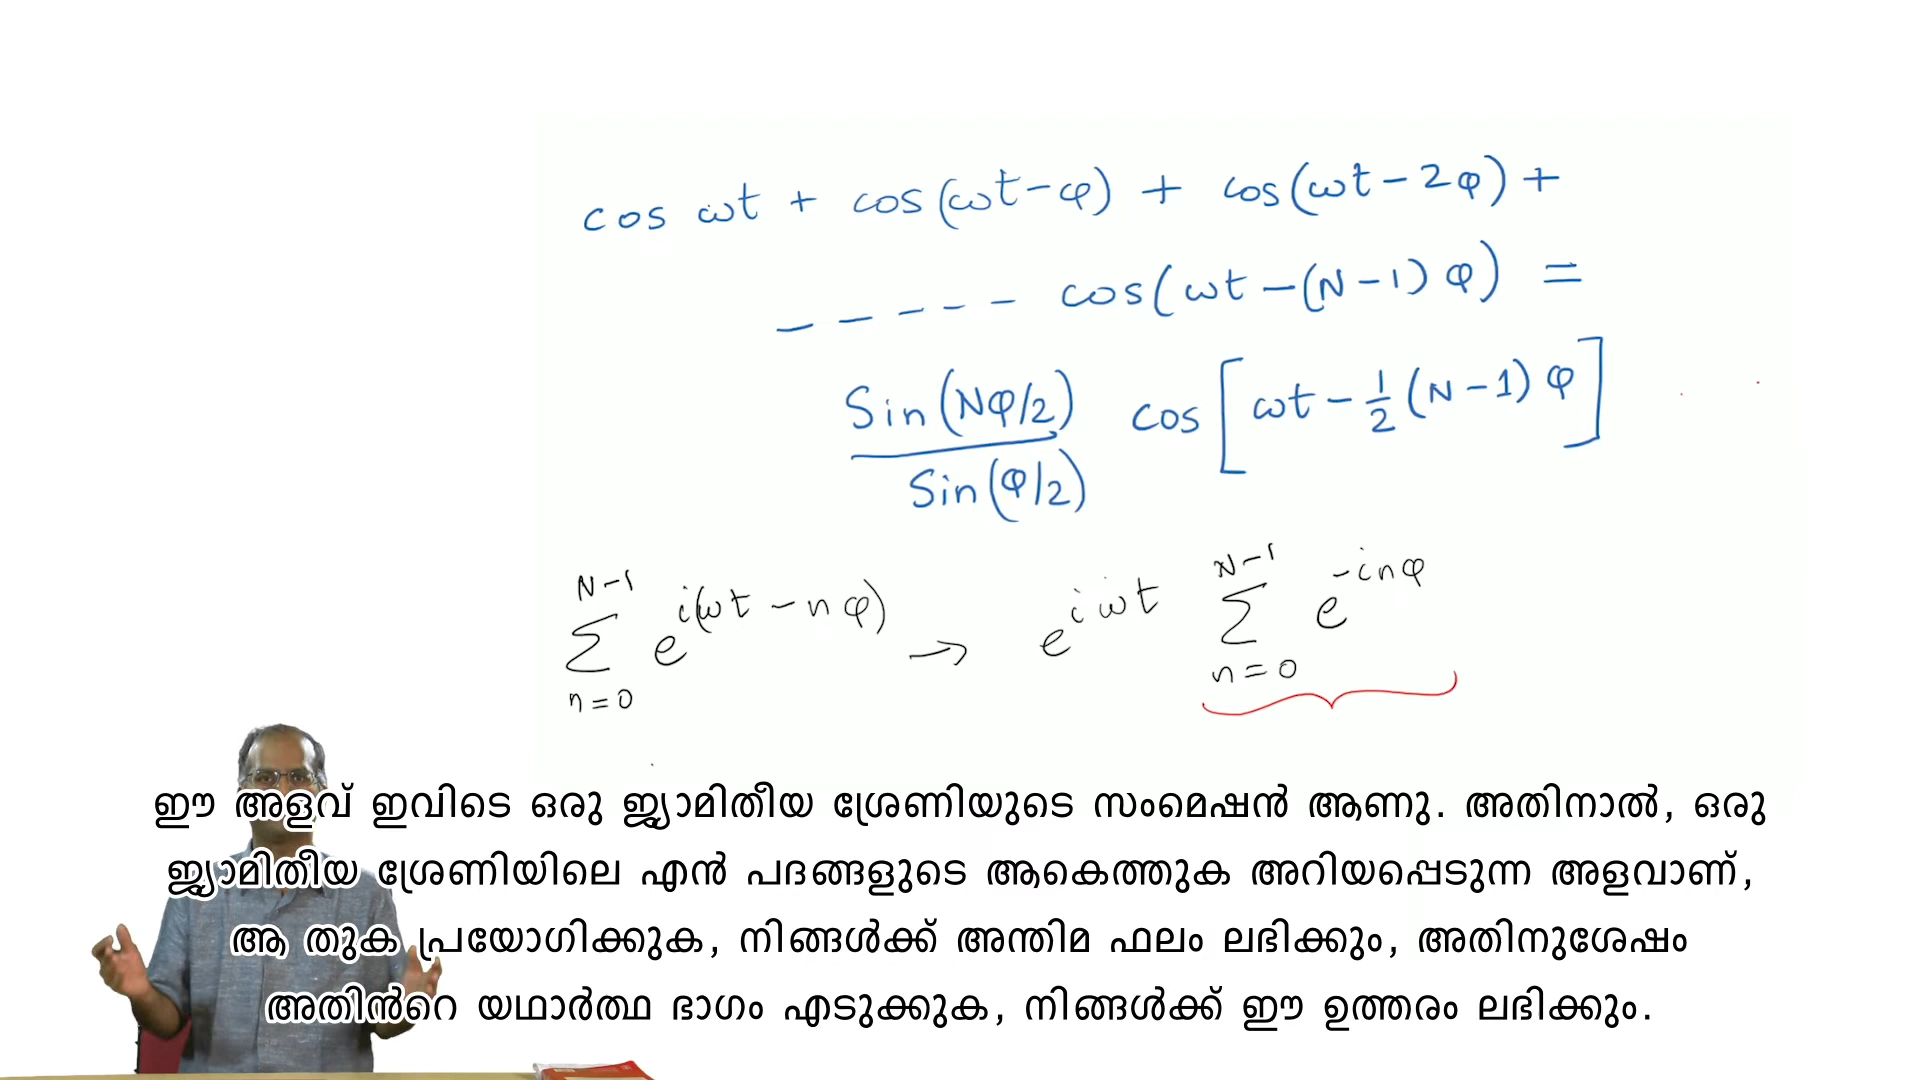 cos ωt + cos(ωt-φ) + cos(ωt-2φ) +
----- cos(ωt-(N-1)φ) =
Sin(Nφ/2)/Sin(φ/2) cos[ωt-1/2(N-1)φ]
∑_{n=0}^{N-1} e^{i(ωt-nφ)} → e^{iωt} ∑_{n=0}^{N-1} e^{-inφ}
ഈ അളവ് ഇവിടെ ഒരു ജ്യാമിതീയ ശ്രേണിയുടെ സംമെഷൻ ആണു. അതിനാൽ, ഒരു
ജ്യാമിതീയ ശ്രേണിയിലെ എൻ പദങ്ങളുടെ ആകെത്തുക അറിയപ്പെടുന്ന അളവാണ്,
ആ തുക പ്രയോഗിക്കുക, നിങ്ങൾക്ക് അന്തിമ ഫലം ലഭിക്കും, അതിനുശേഷം
അതിൻറെ യഥാർത്ഥ ഭാഗം എടുക്കുക, നിങ്ങൾക്ക് ഈ ഉത്തരം ലഭിക്കും.